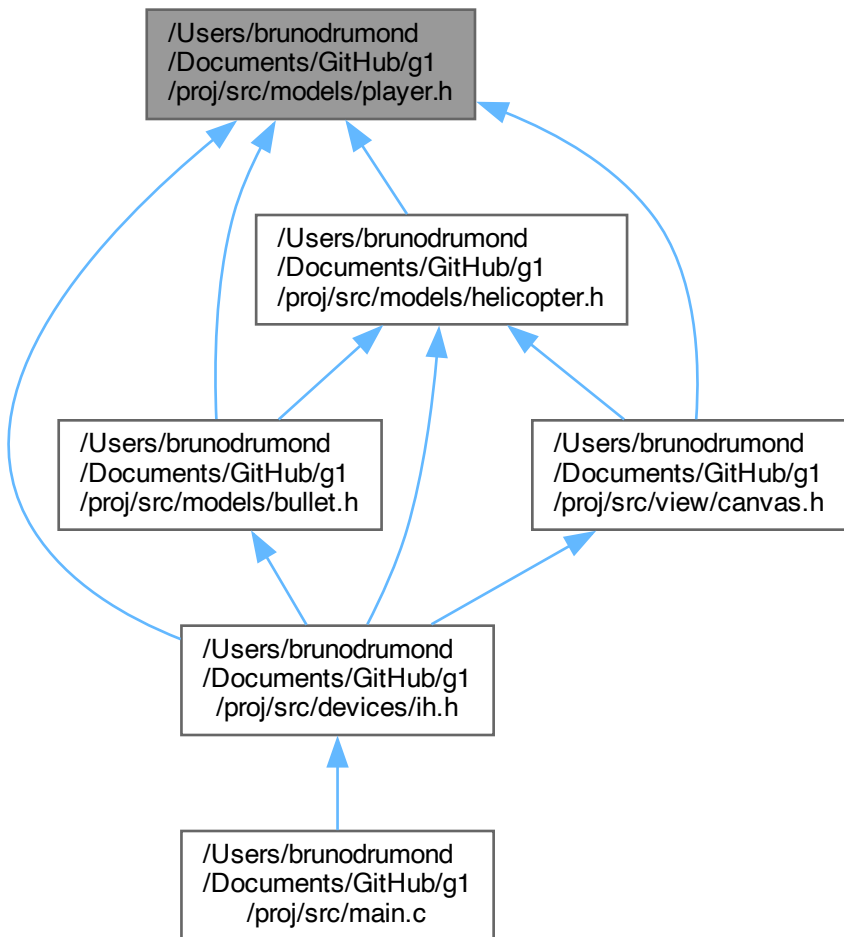 /Users/brunodrumond
/Documents/GitHub/g1
/proj/src/models/player.h
/Users/brunodrumond
/Documents/GitHub/g1
/proj/src/models/helicopter.h
/Users/brunodrumond
/Documents/GitHub/g1
/proj/src/models/bullet.h
/Users/brunodrumond
/Documents/GitHub/g1
/proj/src/view/canvas.h
/Users/brunodrumond
/Documents/GitHub/g1
/proj/src/devices/ih.h
/Users/brunodrumond
/Documents/GitHub/g1
/proj/src/main.c